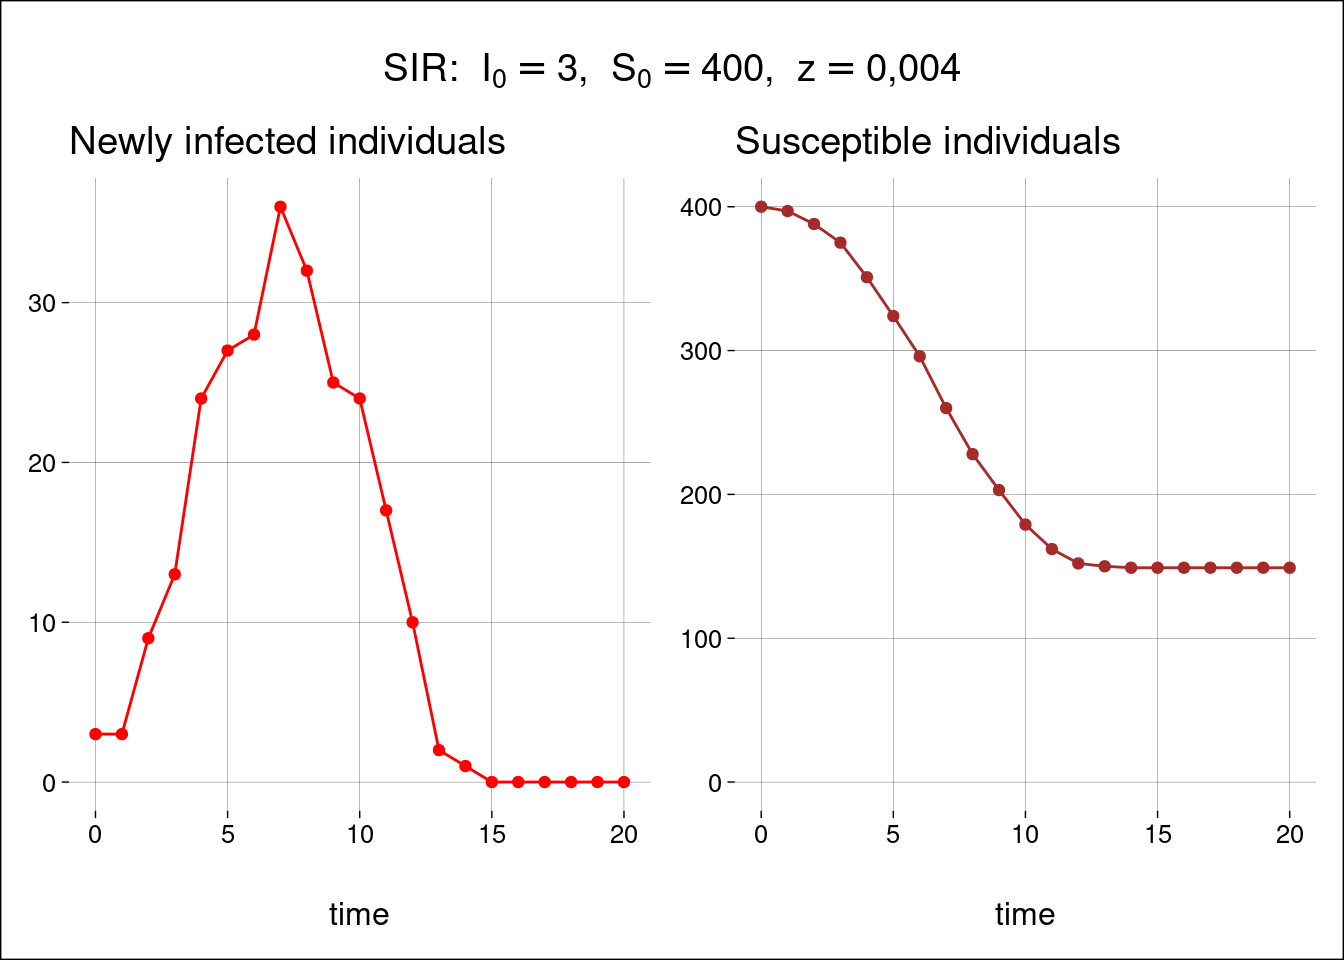 SIR: I₀ = 3, S₀ = 400, z = 0,004
Newly infected individuals
30
20
10
0
0 5 10 15 20
time
Susceptible individuals
400
300
200
100
0
0 5 10 15 20
time